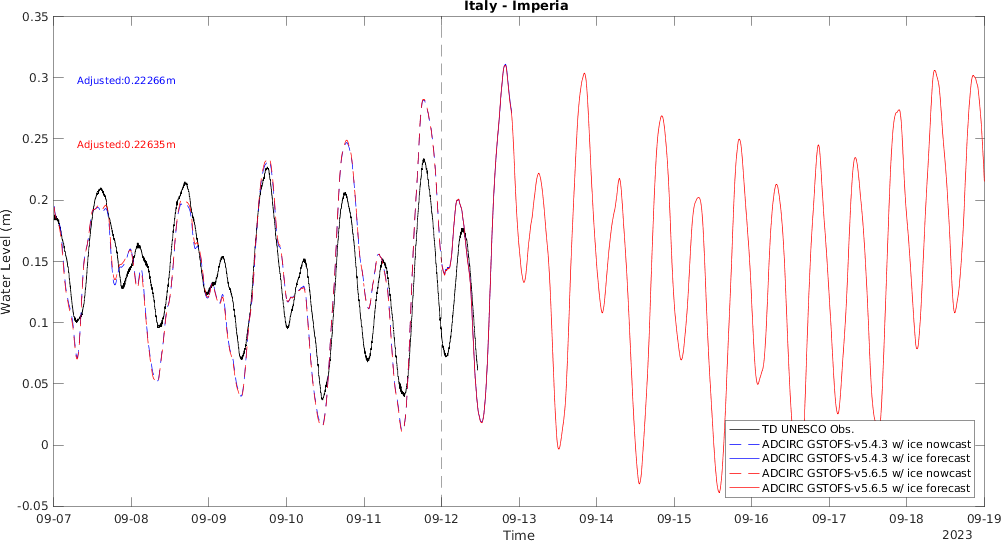 Italy - Imperia
0.35
0.3
0.25
0.2
0.15
0.1
0.05
0
-0.05
Water Level (m)
Adjusted:0.22266m
Adjusted:0.22635m
TD UNESCO Obs.
ADCIRC GSTOFS-v5.4.3 w/ ice nowcast
ADCIRC GSTOFS-v5.4.3 w/ ice forecast
ADCIRC GSTOFS-v5.6.5 w/ ice nowcast
ADCIRC GSTOFS-v5.6.5 w/ ice forecast
09-07 09-08 09-09 09-10 09-11 09-12 09-13 09-14 09-15 09-16 09-17 09-18 09-19
Time
2023